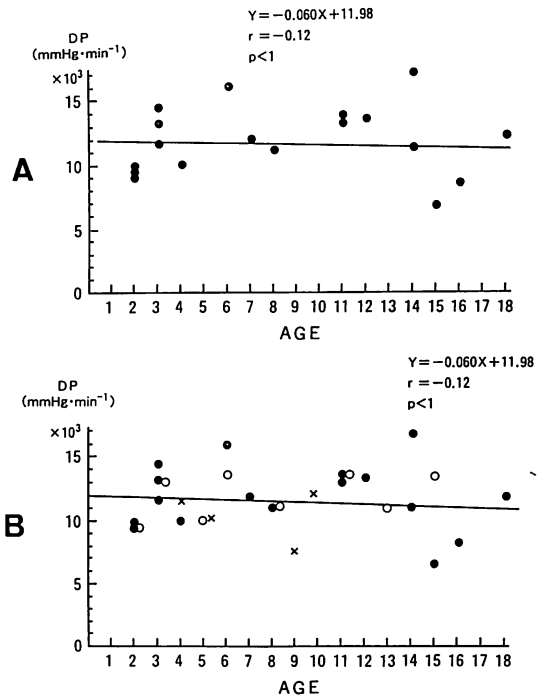 Y=−0.060X+11.98
r=−0.12
p<1
DP
(mmHg·min⁻¹)
×10³
15
10
5
0
A
1 2 3 4 5 6 7 8 9 10 11 12 13 14 15 16 17 18
AGE
Y=−0.060X+11.98
r=−0.12
p<1
DP
(mmHg·min⁻¹)
×10³
15
10
5
0
B
1 2 3 4 5 6 7 8 9 10 11 12 13 14 15 16 17 18
AGE